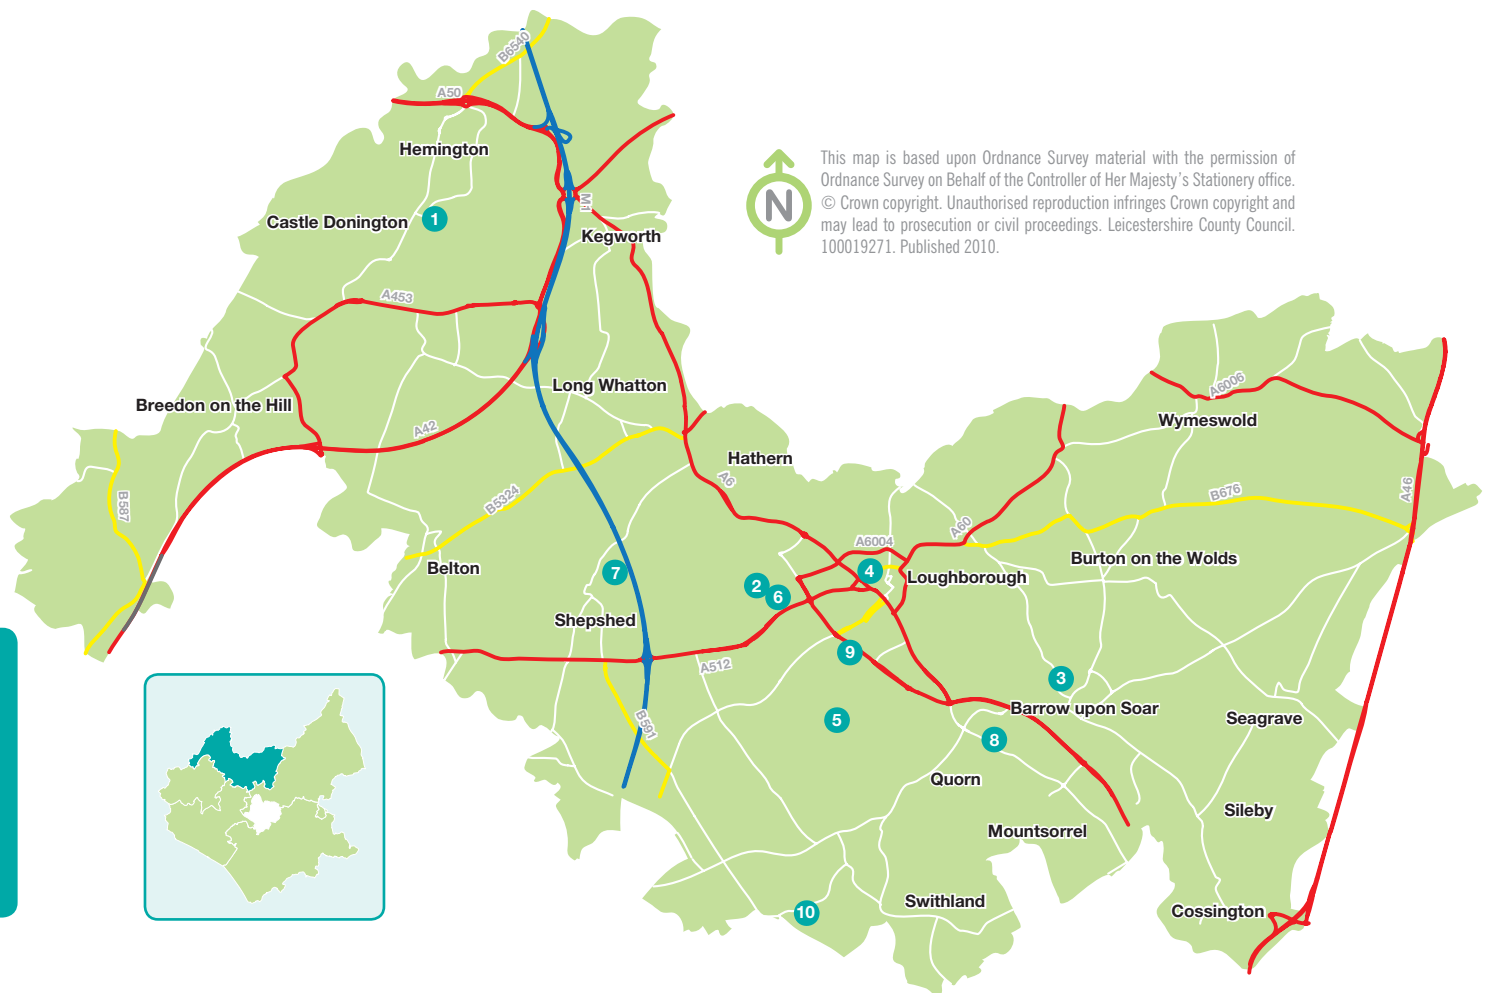 B6540
A50
Hemington
M1
N
This map is based upon Ordnance Survey material with the permission of
Ordnance Survey on Behalf of the Controller of Her Majesty's Stationery office.
© Crown copyright. Unauthorised reproduction infringes Crown copyright and
may lead to prosecution or civil proceedings. Leicestershire County Council.
100019271. Published 2010.
Castle Donington
1
Kegworth
A453
Long Whatton
A6006
Breedon on the Hill
A42
Wymeswold
Hathern
A6
B587
B5324
B676
A46
A60
A6004
Belton
7
2
6
4
Loughborough
Burton on the Wolds
Shepshed
9
A512
3
5
B591
8
Barrow upon Soar
Seagrave
Quorn
Sileby
Mountsorrel
Swithland
10
Cossington